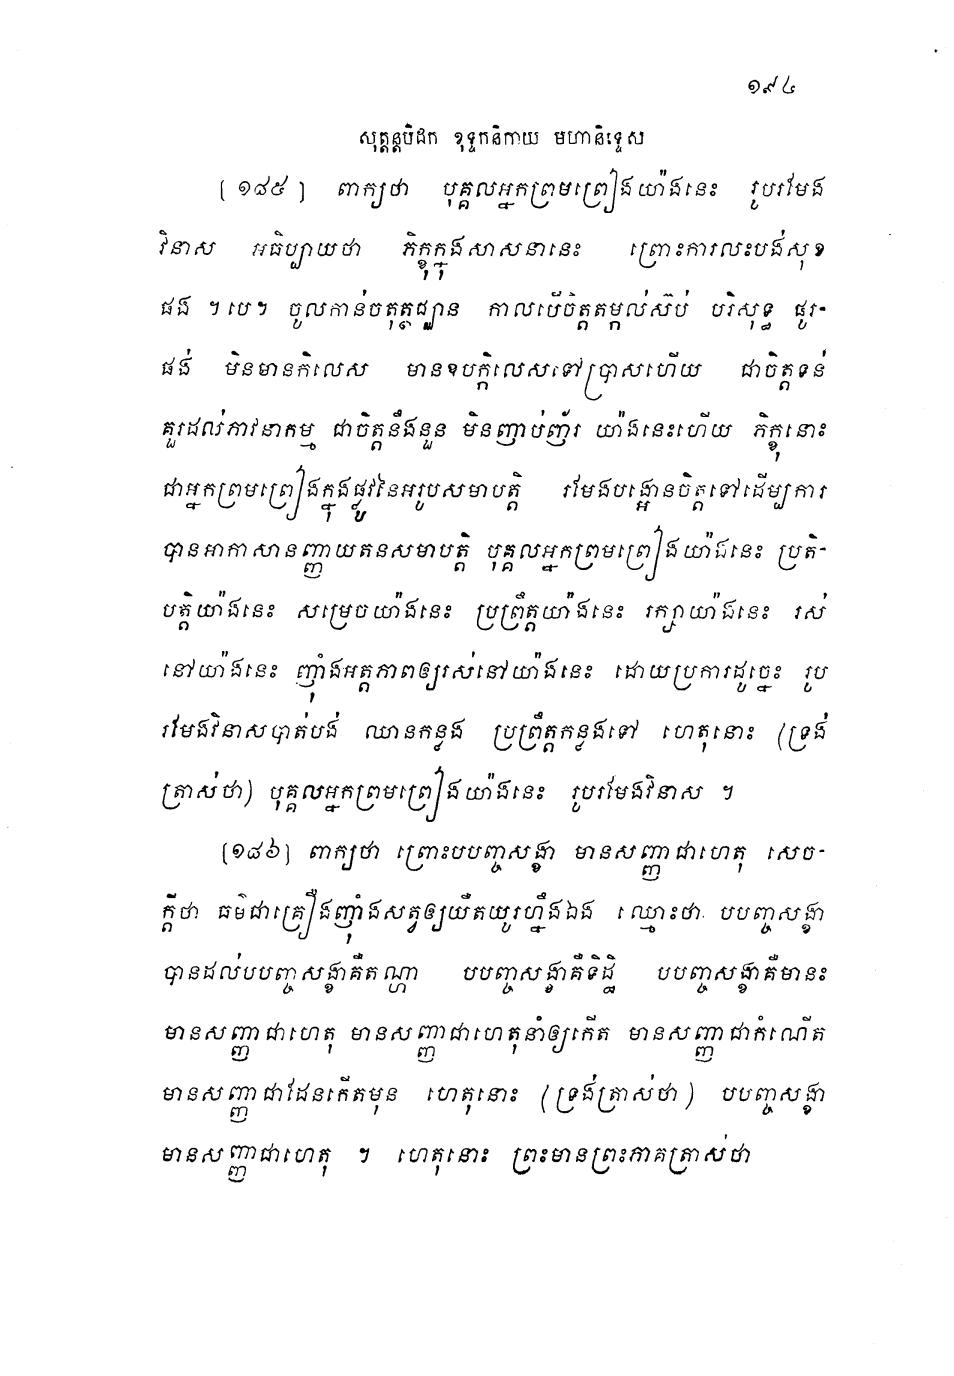 ១៩៤
សុត្តន្តបិដក ខុទ្ទកនិកាយ មហានិទ្ទេស
[ ១៨៥ ] ពាក្យថា បុគ្គលអ្នកព្រមព្រៀងយ៉ាងនេះ រូបរមែង
វិនាស អធិប្បាយថា ភិក្ខុក្នុងសាសនានេះ ព្រោះការលះបង់សុខ
ផង ។ បេ ។ ចូលកាន់ចតុត្ថជ្ឈាន កាលបើចិត្តតម្កល់ស៊ប់ បរិសុទ្ធ ផូរ-
ផង់ មិនមានកិលេស មានឧបក្កិលេសទៅប្រាសហើយ ជាចិត្តទន់
គួរដល់ភាវនាកម្ម ជាចិត្តនឹងនួន មិនញាប់ញ័រ យ៉ាងនេះហើយ ភិក្ខុនោះ
ជាអ្នកព្រមព្រៀងក្នុងផ្លូវនៃអរូបសមាបត្តិ រមែងបង្អោនចិត្តទៅដើម្បីការ
បានអាកាសានញ្ចាយតនសមាបត្តិ បុគ្គលអ្នកព្រមព្រៀងយ៉ាងនេះ ប្រតិ-
បត្តិយ៉ាងនេះ សម្រេចយ៉ាងនេះ ប្រព្រឹត្តយ៉ាងនេះ រក្សាយ៉ាងនេះ រស់
នៅយ៉ាងនេះ ញ៉ាំងអត្តភាពឲ្យរស់នៅយ៉ាងនេះ ដោយប្រការដូច្នេះ រូប
រមែងវិនាសបាត់បង់ ឈានកន្លង ប្រព្រឹត្តកន្លងទៅ ហេតុនោះ (ទ្រង់
ត្រាស់ថា) បុគ្គលអ្នកព្រមព្រៀងយ៉ាងនេះ រូបរមែងវិនាស ។
[១៨៦] ពាក្យថា ព្រោះបបញ្ចសង្ខា មានសញ្ញាជាហេតុ សេច-
ក្តីថា ធម៌ជាគ្រឿងញ៉ាំងសត្វឲ្យយឺតយូរហ្នឹងឯង ឈ្មោះថា បបញ្ចសង្ខា
បានដល់បបញ្ចសង្ខាគឺតណ្ហា បបញ្ចសង្ខាគឺទិដ្ឋិ បបញ្ចសង្ខាគឺមានះ
មានសញ្ញាជាហេតុ មានសញ្ញាជាហេតុនាំឲ្យកើត មានសញ្ញាជាកំណើត
មានសញ្ញាជាដែនកើតមុន ហេតុនោះ (ទ្រង់ត្រាស់ថា) បបញ្ចសង្ខា
មានសញ្ញាជាហេតុ ។ ហេតុនោះ ព្រះមានព្រះភាគត្រាស់ថា